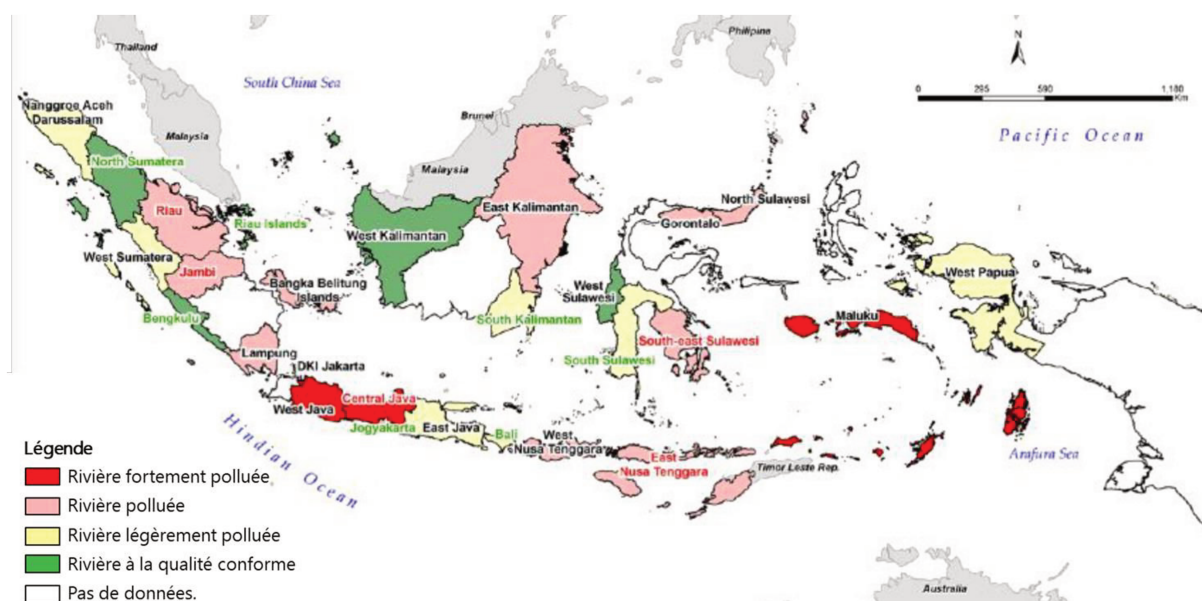 Thailand
Philipina
N
South China Sea
0 295 590 1,180
Km
Nanggroe Aceh
Darussalam
Brunei
Malaysia
Pacific Ocean
North Sumatera
Malaysia
Riau
East Kalimantan
North Sulawesi
Gorontalo
Riau Islands
West Kalimantan
West Sumatera
Jambi
West Papua
Bangka Belitung
Islands
West
Sulawesi
Bengkulu
South Kalimantan
Maluku
South-east Sulawesi
Lampung
South Sulawesi
DKI Jakarta
Central Java
West Java
Jogyakarta
East Java
Bali
West
Nusa Tenggara
East
Nusa Tenggara
Timor Leste Rep.
Arafura Sea
Hindian Ocean
Légende
Rivière fortement polluée
Rivière polluée
Rivière légèrement polluée
Rivière à la qualité conforme
Pas de données.
Australia